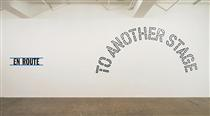 EN ROUTE
TO ANOTHER STAGE